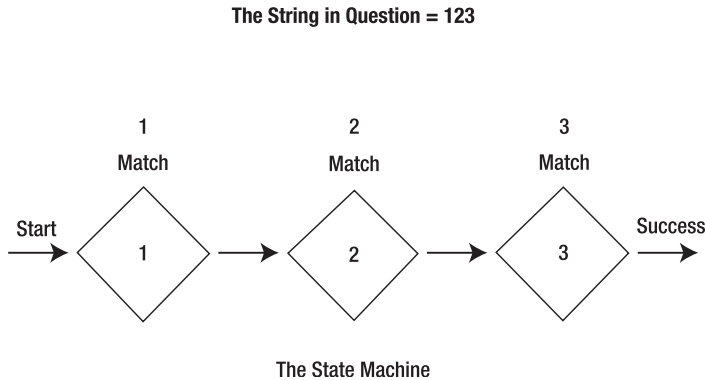 The String in Question = 123
1 2 3
Match Match Match
Start Success
1 2 3
The State Machine